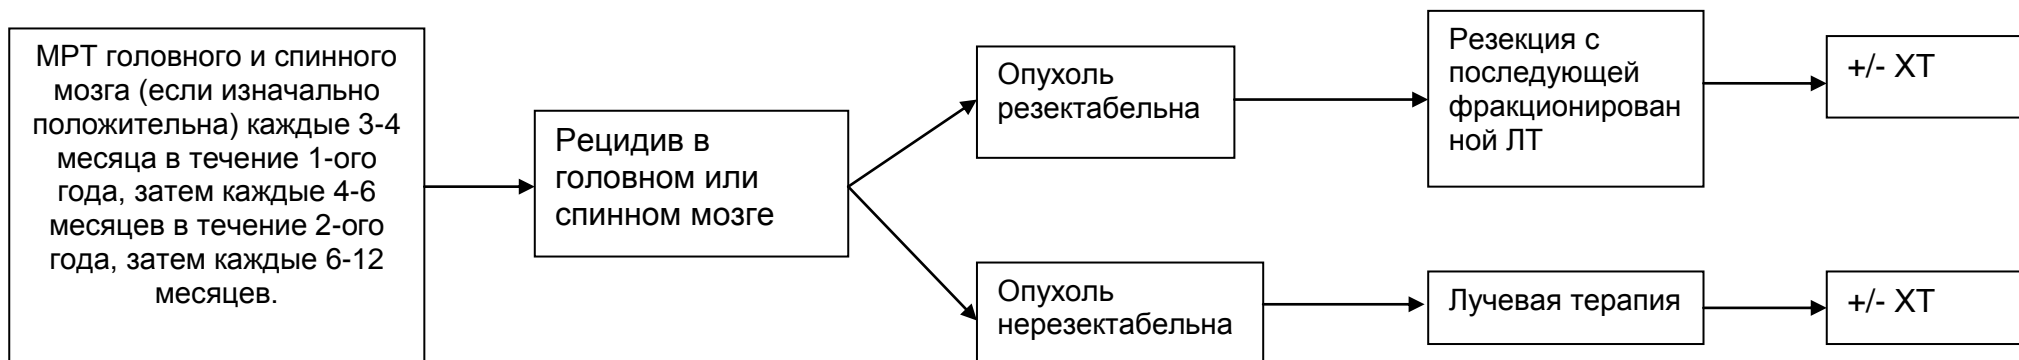 МРТ головного и спинного
мозга (если изначально
положительна) каждые 3-4
месяца в течение 1-ого
года, затем каждые 4-6
месяцев в течение 2-ого
года, затем каждые 6-12
месяцев.
Рецидив в
головном или
спинном мозге
Опухоль
резектабельна
Резекция с
последующей
фракционирован
ной ЛТ
+/- ХТ
Опухоль
нерезектабельна
Лучевая терапия
+/- ХТ